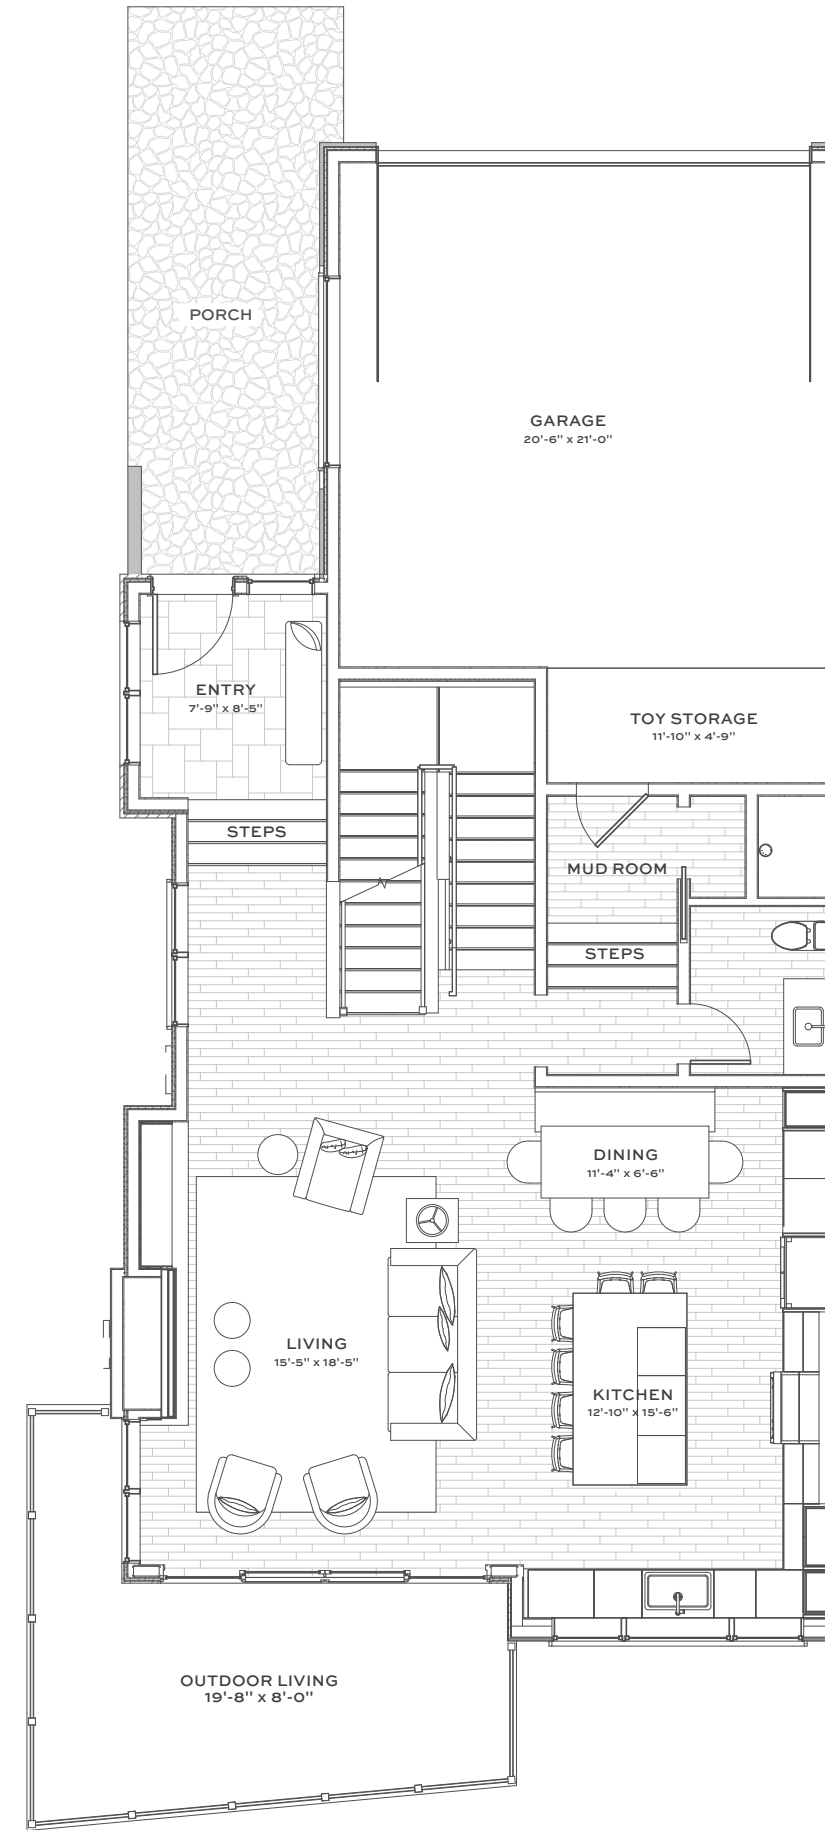 PORCH
GARAGE
20'-6" x 21'-0"
ENTRY
7'-9" x 8'-5"
TOY STORAGE
11'-10" x 4'-9"
STEPS
MUD ROOM
STEPS
DINING
11'-4" x 6'-6"
LIVING
15'-5" x 18'-5"
KITCHEN
12'-10" x 15'-6"
OUTDOOR LIVING
19'-8" x 8'-0"